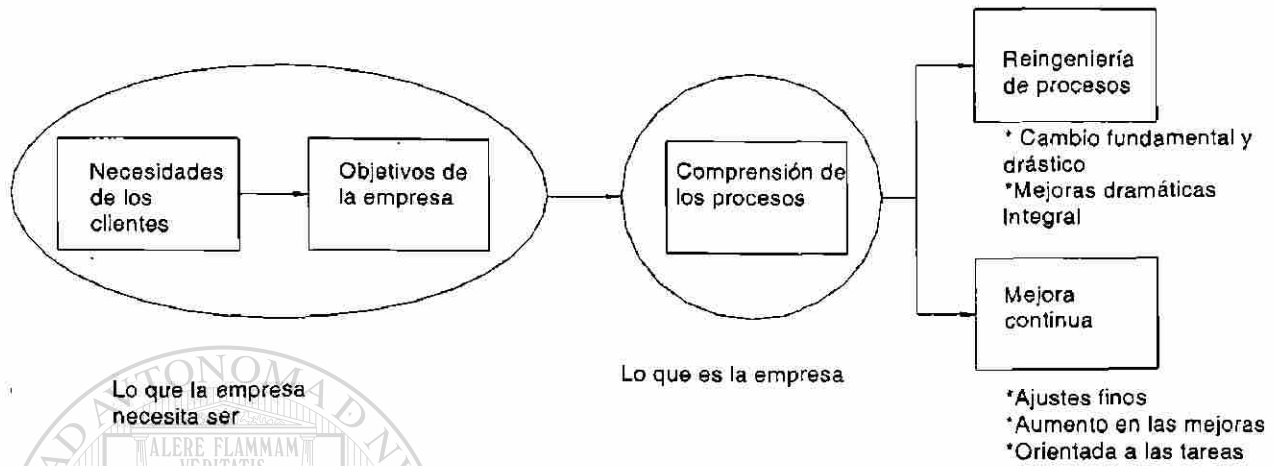 Necesidades
de los
clientes
Objetivos de
la empresa
Lo que la empresa
necesita ser
Comprensión de
los procesos
Lo que es la empresa
Reingeniería
de procesos
* Cambio fundamental y
drástico
*Mejoras dramáticas
Integral
Mejora
continua
*Ajustes finos
*Aumento en las mejoras
*Orientada a las tareas
AUTONOMA D
ALERE FLAMMAM
VERITATIS